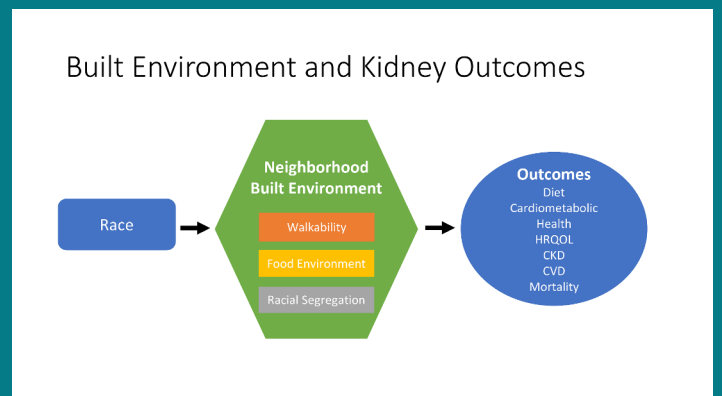 Built Environment and Kidney Outcomes
Race
Neighborhood
Built Environment
Walkability
Food Environment
Racial Segregation
Outcomes
Diet
Cardiometabolic
Health
HRQOL
CKD
CVD
Mortality